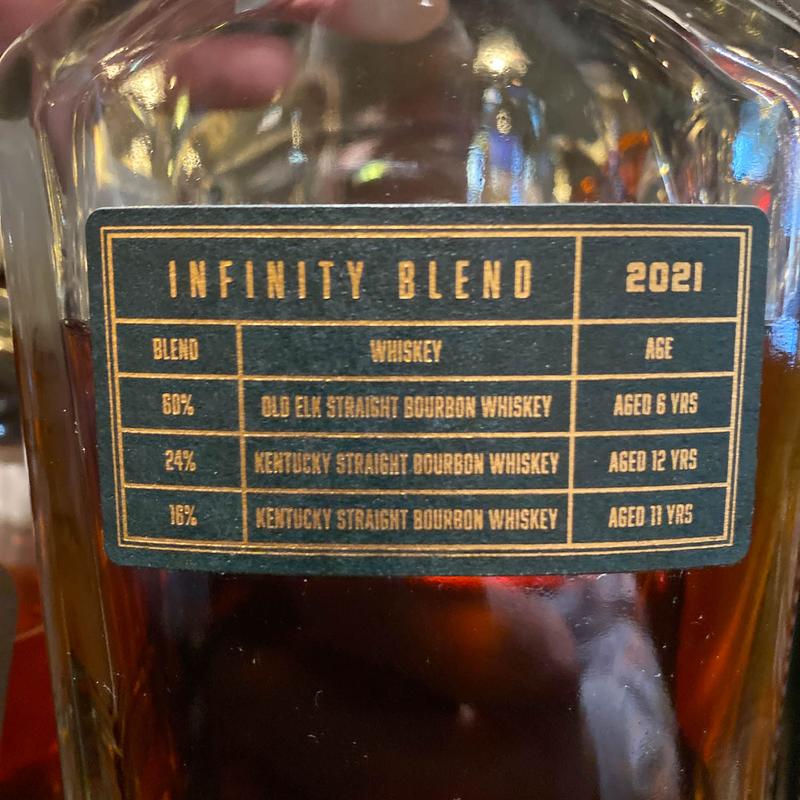 INFINITY BLEND 2021
BLEND WHISKEY AGE
60% OLD ELK STRAIGHT BOURBON WHISKEY AGED 6 YRS
24% KENTUCKY STRAIGHT BOURBON WHISKEY AGED 12 YRS
16% KENTUCKY STRAIGHT BOURBON WHISKEY AGED 11 YRS